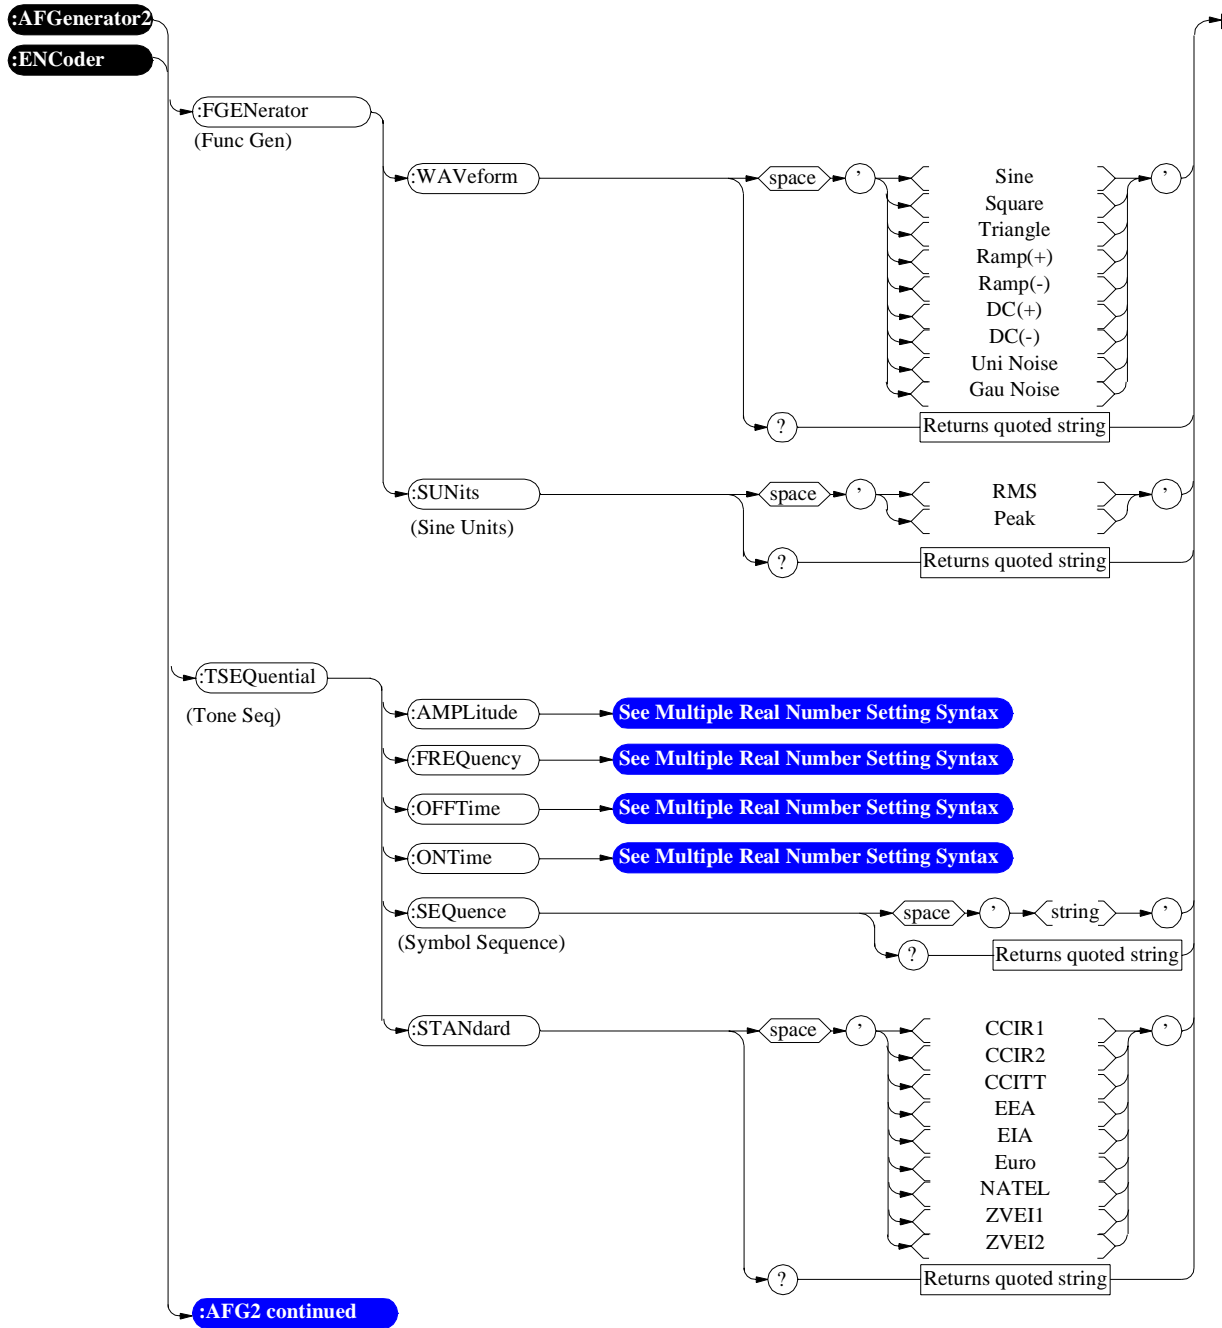 :AFGenerator2
:ENCoder
:FGENerator
(Func Gen)
:WAVeform
space ' Sine '
Square
Triangle
Ramp(+)
Ramp(-)
DC(+)
DC(-)
Uni Noise
Gau Noise
? Returns quoted string
:SUNits
(Sine Units)
space ' RMS '
Peak
? Returns quoted string
:TSEQuential
(Tone Seq)
:AMPLitude See Multiple Real Number Setting Syntax
:FREQuency See Multiple Real Number Setting Syntax
:OFFTime See Multiple Real Number Setting Syntax
:ONTime See Multiple Real Number Setting Syntax
:SEQuence space ' string '
(Symbol Sequence)
? Returns quoted string
:STANdard space ' CCIR1 '
CCIR2
CCITT
EEA
EIA
Euro
NATEL
ZVEI1
ZVEI2
? Returns quoted string
:AFG2 continued